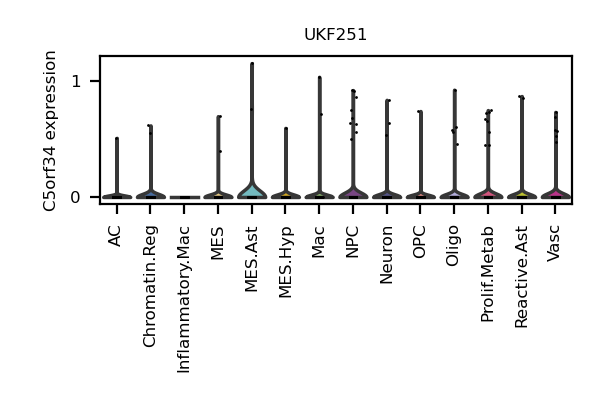 UKF251
C5orf34 expression
1
0
AC
Chromatin.Reg
Inflammatory.Mac
MES
MES.Ast
MES.Hyp
Mac
NPC
Neuron
OPC
Oligo
Prolif.Metab
Reactive.Ast
Vasc